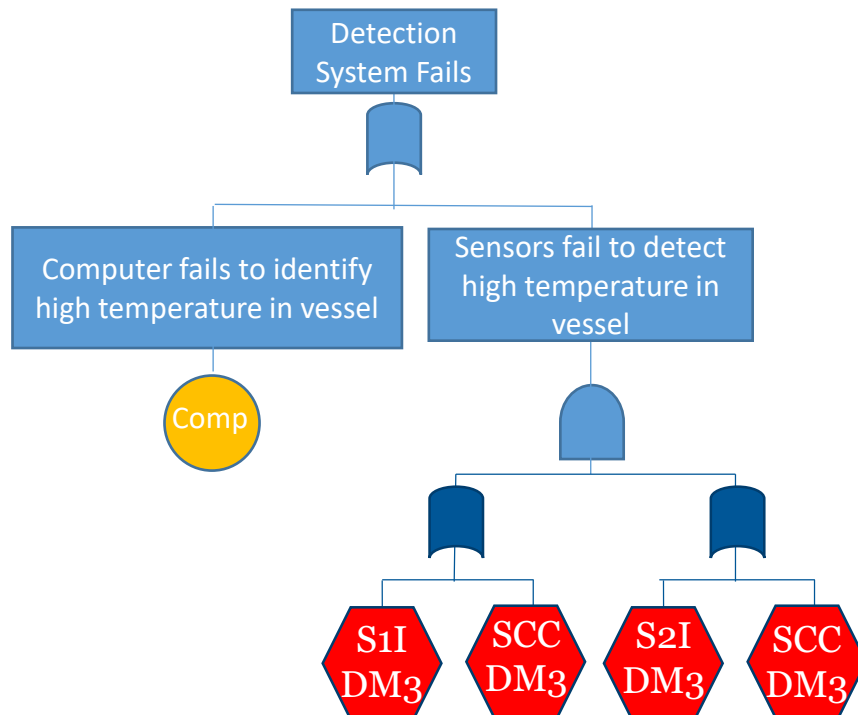 Detection
System Fails
Computer fails to identify
high temperature in vessel
Sensors fail to detect
high temperature in
vessel
Comp
S1I
DM3
SCC
DM3
S2I
DM3
SCC
DM3